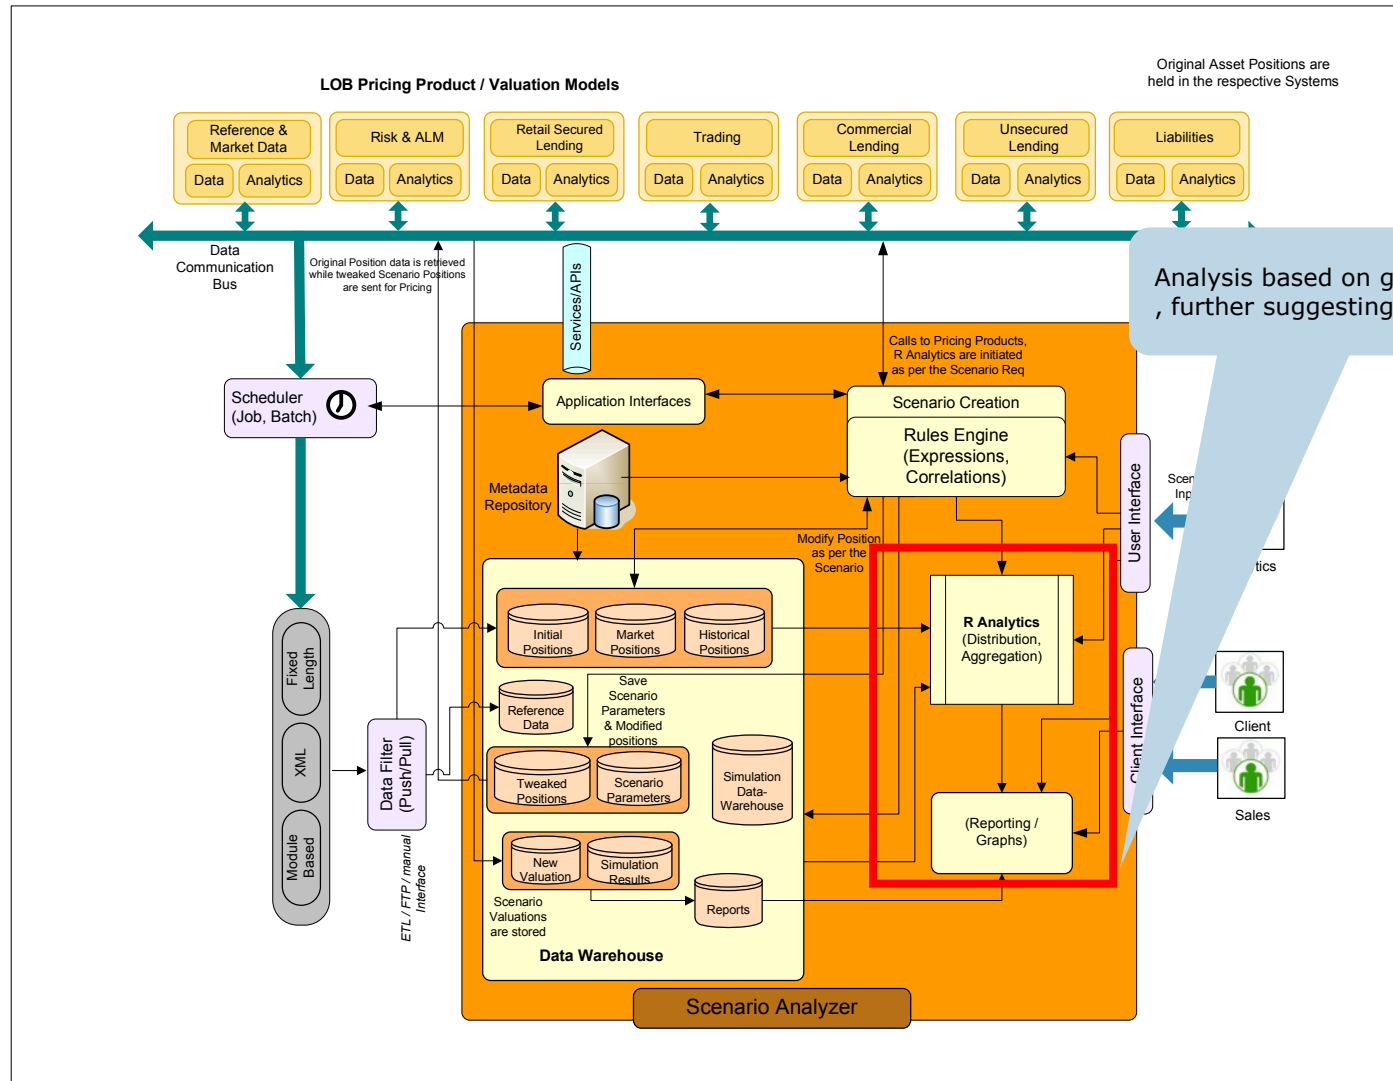 LOB Pricing Product / Valuation Models
Original Asset Positions are
held in the respective Systems
Reference &
Market Data
Data
Analytics
Risk & ALM
Data
Analytics
Retail Secured
Lending
Data
Analytics
Trading
Data
Analytics
Commercial
Lending
Data
Analytics
Unsecured
Lending
Data
Analytics
Liabilities
Data
Analytics
Data
Communication
Bus
Original Position data is retrieved
while tweaked Scenario Positions
are sent for Pricing
Services/APIs
Analysis based on g
, further suggesting
Calls to Pricing Products,
R Analytics are initiated
as per the Scenario Req
Scheduler
(Job, Batch)
Application Interfaces
Scenario Creation
Rules Engine
(Expressions,
Correlations)
Metadata
Repository
User Interface
Scen
Inp
tics
Modify Position
as per the
Scenario
Initial
Positions
Market
Positions
Historical
Positions
R Analytics
(Distribution,
Aggregation)
Fixed
Length
XML
Module
Based
Data Filter
(Push/Pull)
ETL / FTP / manual
Interface
Reference
Data
Save
Scenario
Parameters
& Modified
positions
Tweaked
Positions
Scenario
Parameters
Simulation
Data-
Warehouse
Client Interface
Client
Sales
(Reporting /
Graphs)
New
Valuation
Simulation
Results
Reports
Scenario
Valuations
are stored
Data Warehouse
Scenario Analyzer